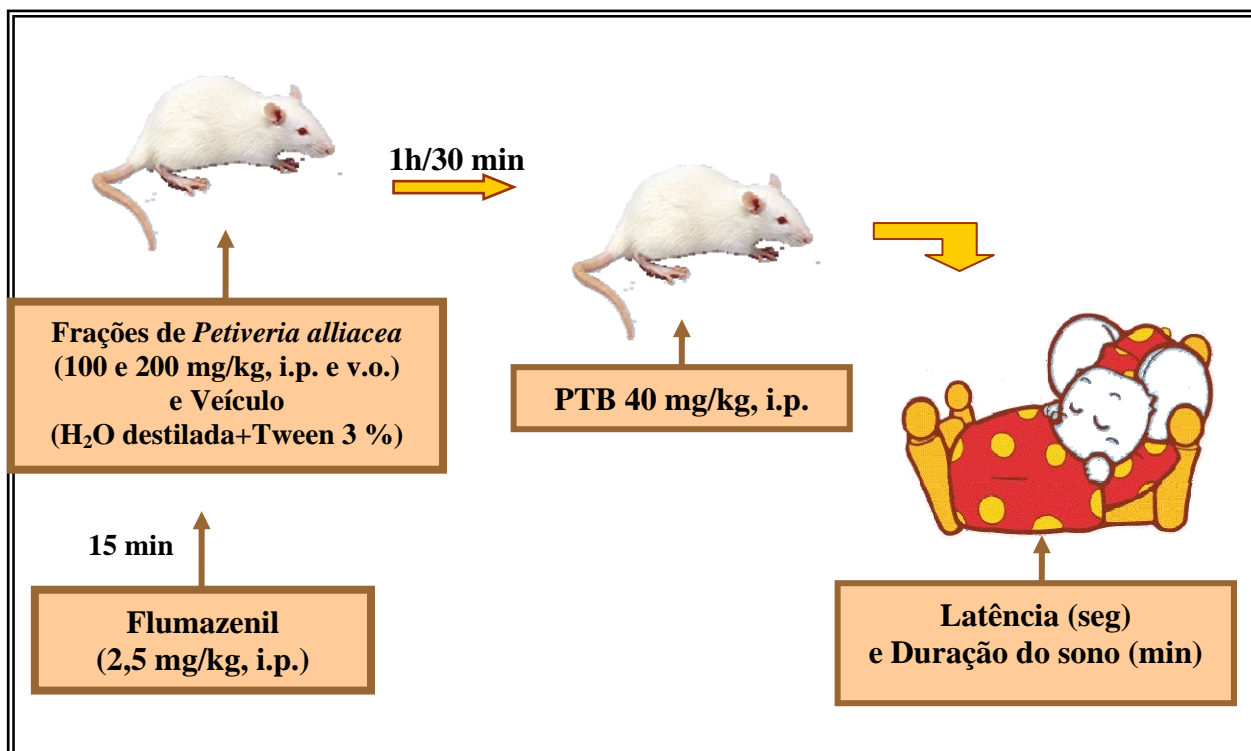 1h/30 min
Frações de Petiveria alliacea
(100 e 200 mg/kg, i.p. e v.o.)
e Veículo
(H₂O destilada+Tween 3 %)
PTB 40 mg/kg, i.p.
15 min
Flumazenil
(2,5 mg/kg, i.p.)
Latência (seg)
e Duração do sono (min)